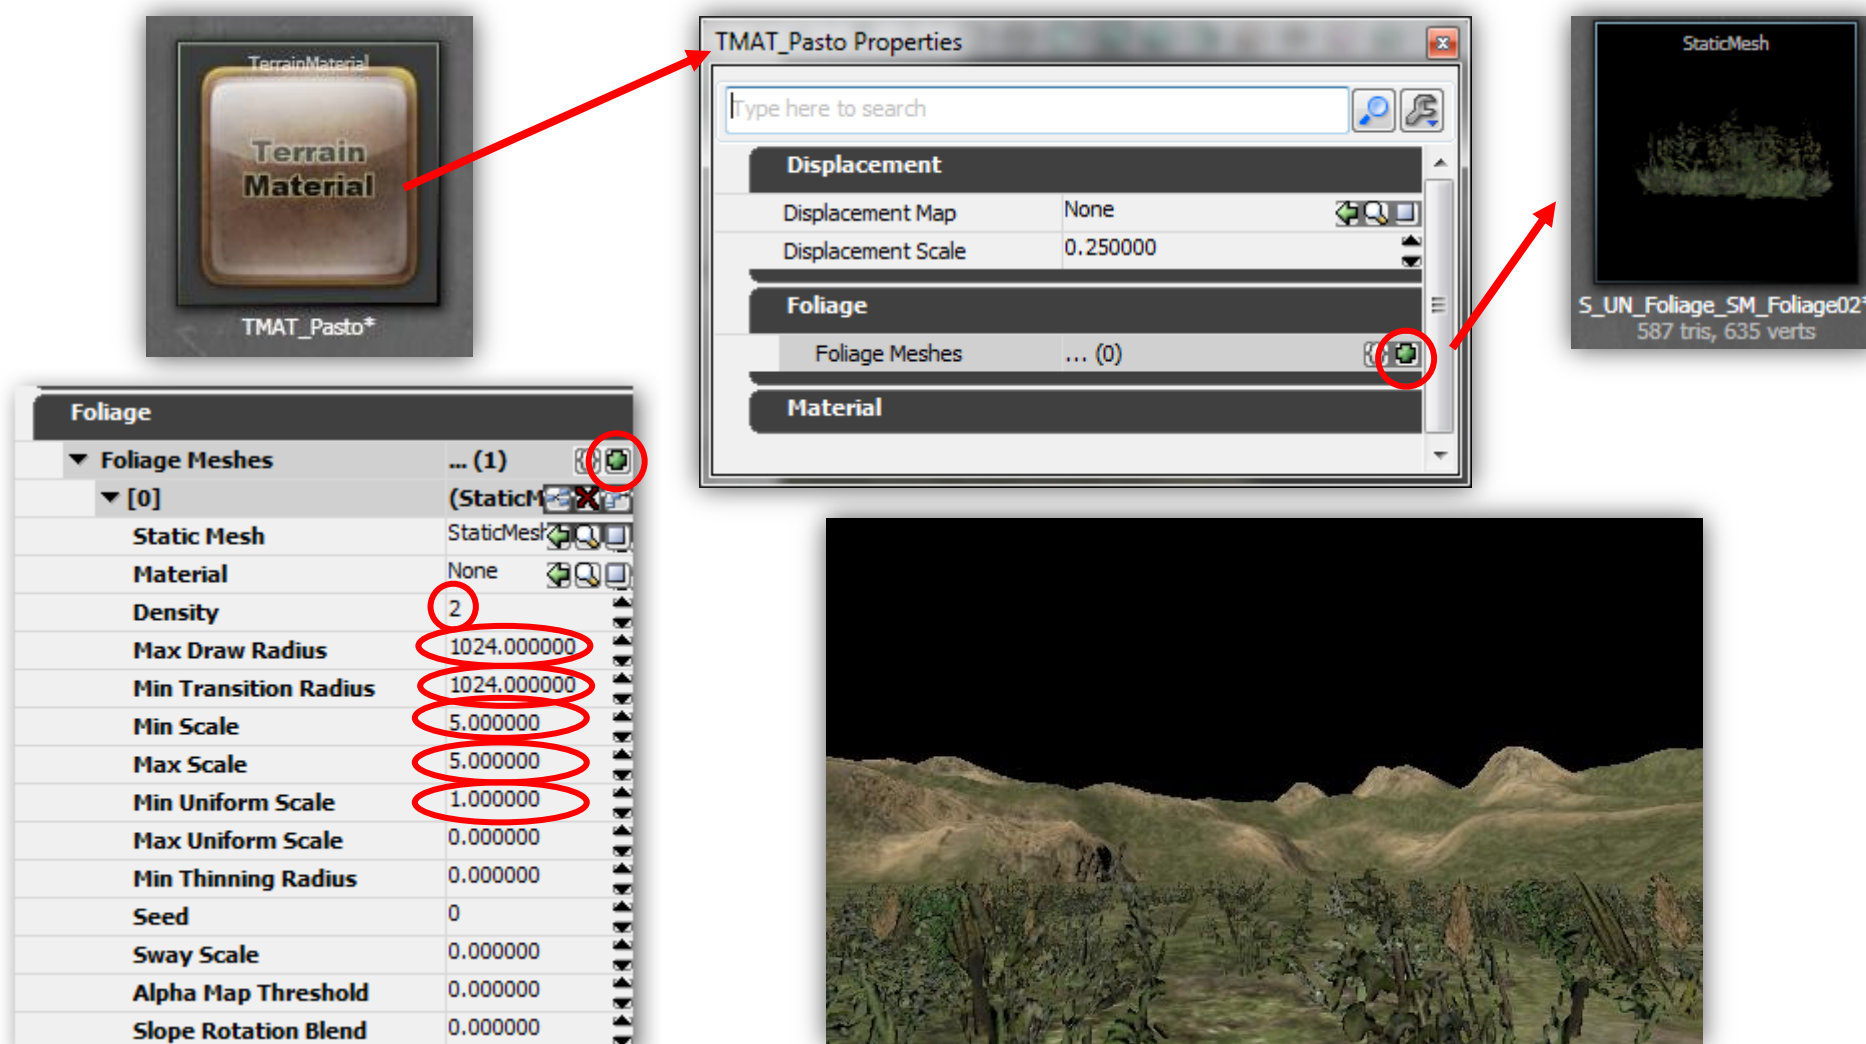 TerrainMaterial
Terrain
Material
TMAT_Pasto*
TMAT_Pasto Properties
Type here to search
Displacement
Displacement Map None
Displacement Scale 0.250000
Foliage
Foliage Meshes ... (0)
Material
StaticMesh
S_UN_Foliage_SM_Foliage02*
587 tris, 635 verts
Foliage
Foliage Meshes ... (1)
[0] (StaticM
Static Mesh StaticMesh
Material None
Density 2
Max Draw Radius 1024.000000
Min Transition Radius 1024.000000
Min Scale 5.000000
Max Scale 5.000000
Min Uniform Scale 1.000000
Max Uniform Scale 0.000000
Min Thinning Radius 0.000000
Seed 0
Sway Scale 0.000000
Alpha Map Threshold 0.000000
Slope Rotation Blend 0.000000